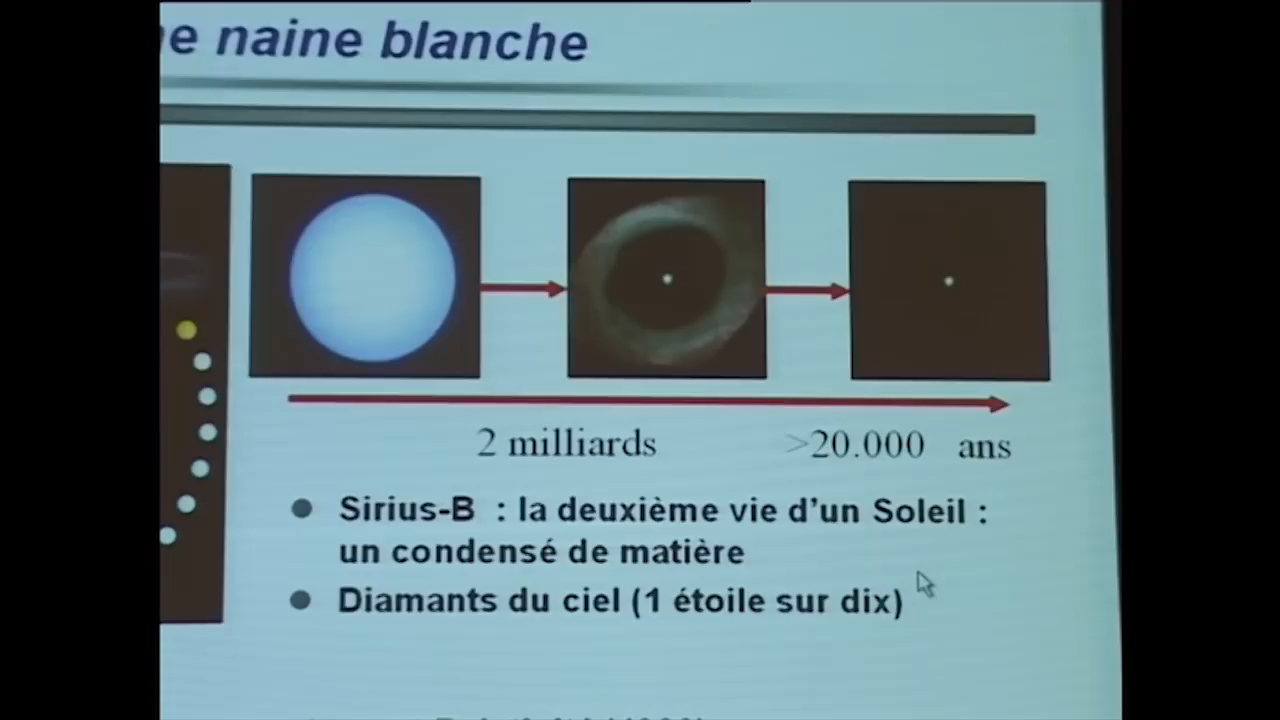 naine blanche
2 milliards >20.000 ans
Sirius-B : la deuxième vie d'un Soleil :
un condensé de matière
Diamants du ciel (1 étoile sur dix)